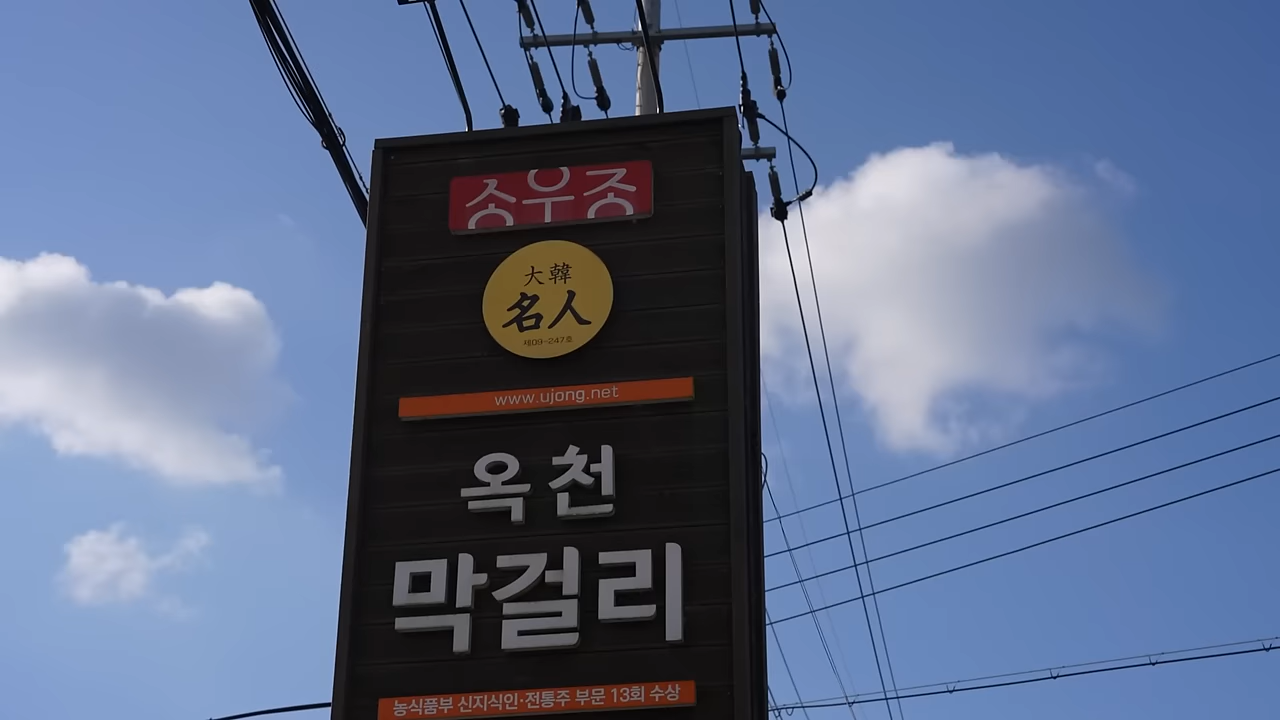 송우종
大韓
名人
제09-247호
www.ujong.net
옥천
막걸리
농식품부 신지식인·전통주 부문 13회 수상